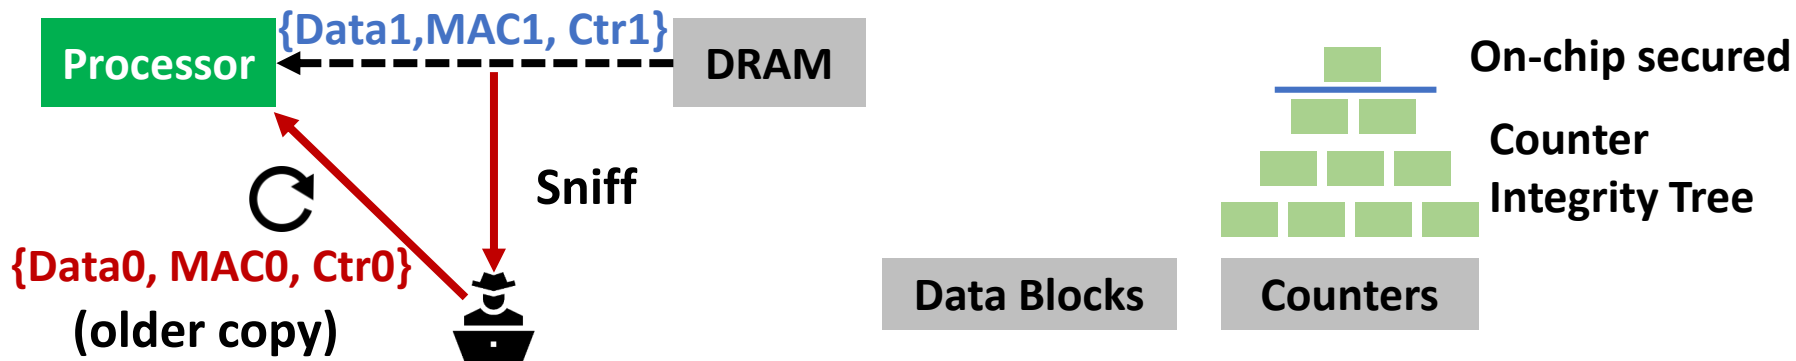 {Data1,MAC1, Ctr1}
Processor
DRAM
Sniff
{Data0, MAC0, Ctr0}
(older copy)
On-chip secured
Counter
Integrity Tree
Data Blocks
Counters